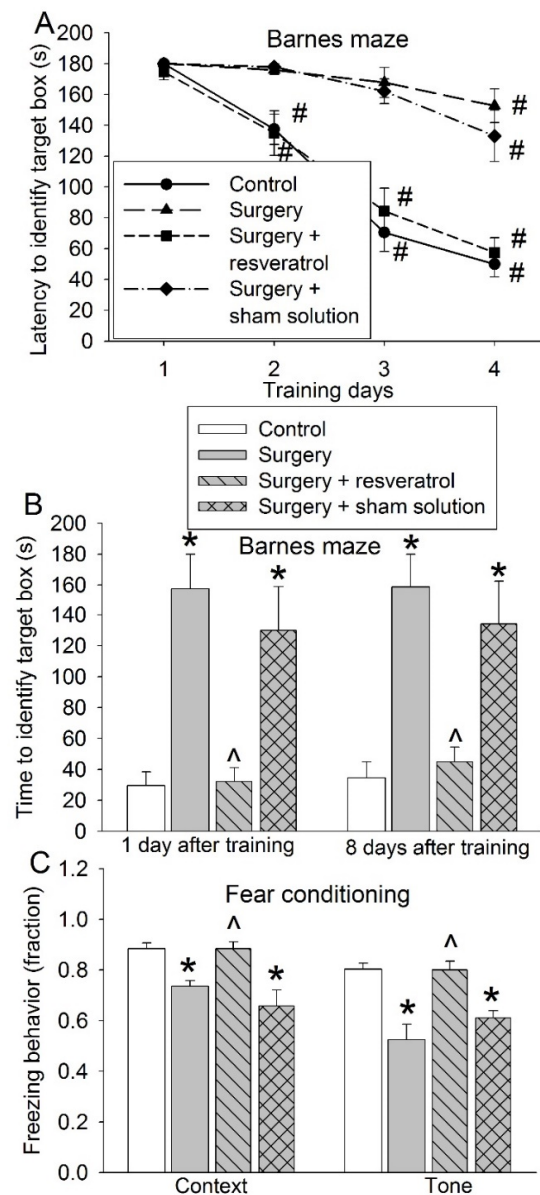 A
Barnes maze
Latency to identify target box (s)
200
180
160
140
120
100
80
60
40
20
0
#
#
#
#
#
#
#
#
Control
Surgery
Surgery +
resveratrol
Surgery +
sham solution
1
2
3
4
Training days
Control
Surgery
Surgery + resveratrol
Surgery + sham solution
B
Barnes maze
Time to identify target box (s)
200
180
160
140
120
100
80
60
40
20
0
*
^
*
*
^
*
1 day after training
8 days after training
C
Fear conditioning
Freezing behavior (fraction)
1.2
1.0
0.8
0.6
0.4
0.2
0.0
*
^
*
*
^
*
Context
Tone